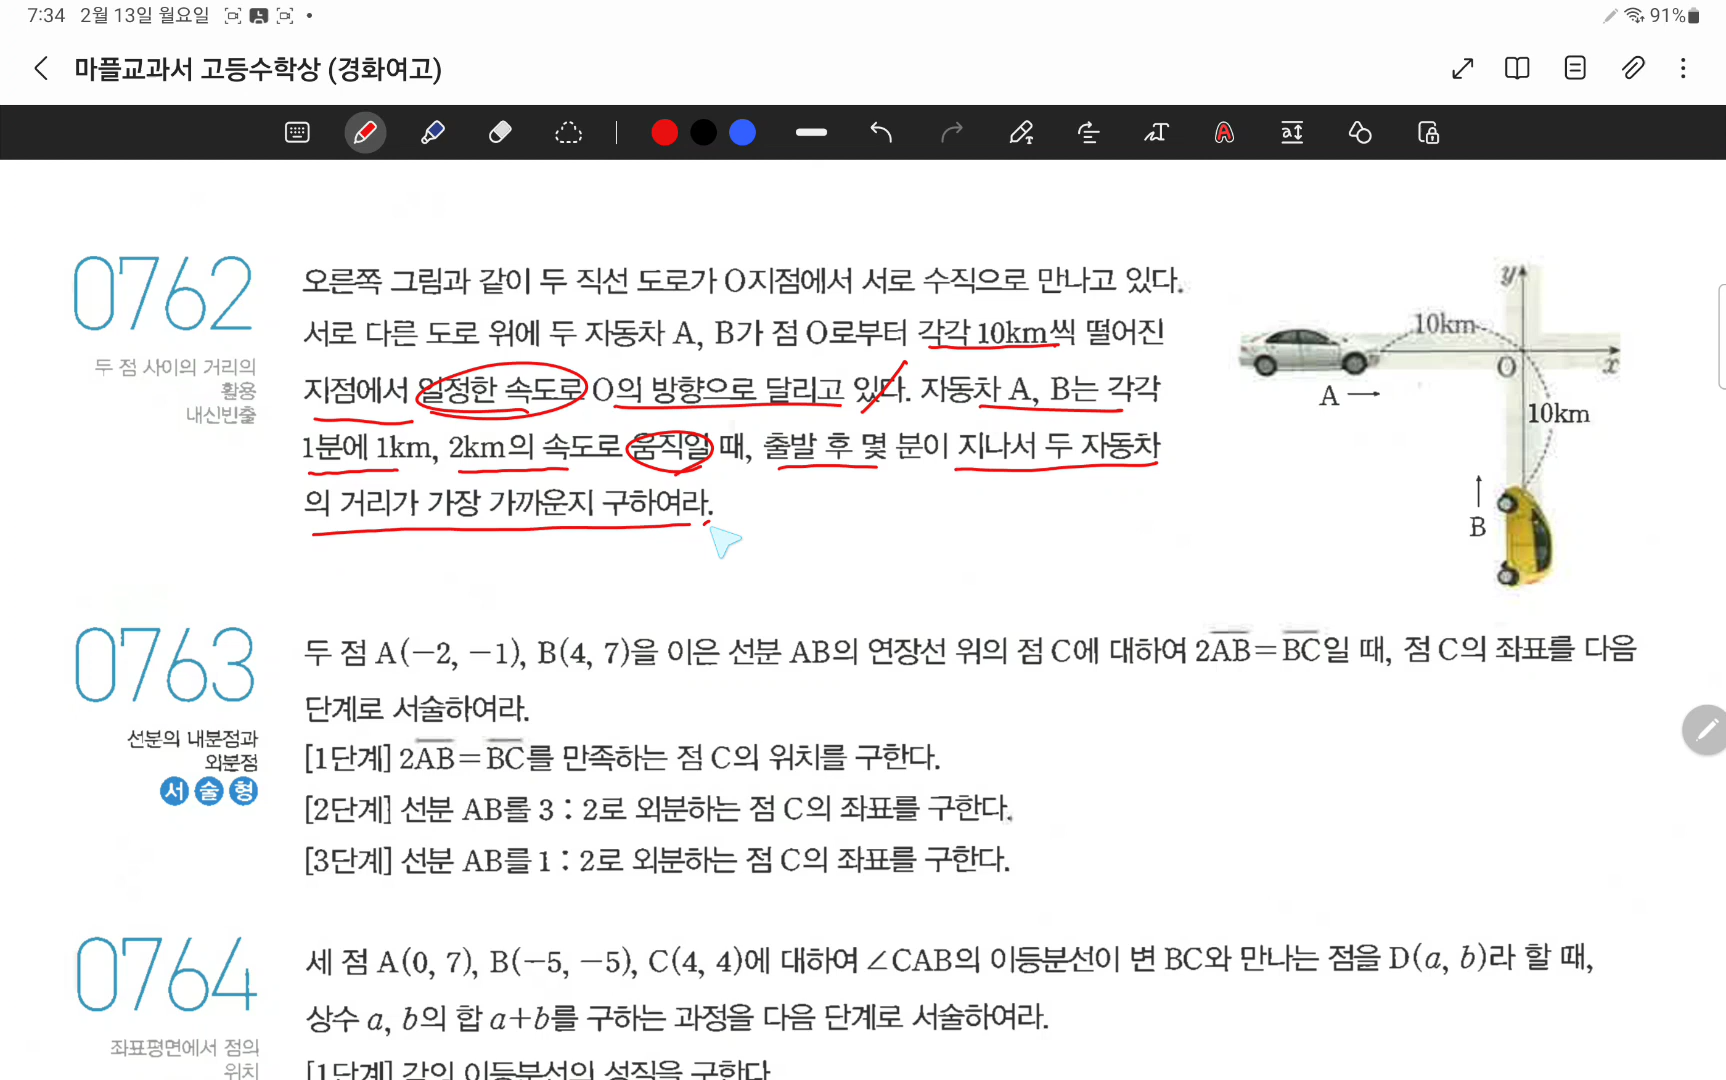 7:34 2월 13일 월요일
91%
마플교과서 고등수학상 (경화여고)
0762
두 점 사이의 거리의
활용
내신빈출
오른쪽 그림과 같이 두 직선 도로가 O지점에서 서로 수직으로 만나고 있다.
서로 다른 도로 위에 두 자동차 A, B가 점 O로부터 각각 10km씩 떨어진
지점에서 일정한 속도로 O의 방향으로 달리고 있다. 자동차 A, B는 각각
1분에 1km, 2km의 속도로 움직일 때, 출발 후 몇 분이 지나서 두 자동차
의 거리가 가장 가까운지 구하여라.
y
10km
O
x
A
10km
B
0763
선분의 내분점과
외분점
서 술 형
두 점 A(−2, −1), B(4, 7)을 이은 선분 AB의 연장선 위의 점 C에 대하여 2A̅B̅=B̅C̅일 때, 점 C의 좌표를 다음
단계로 서술하여라.
[1단계] 2A̅B̅=B̅C̅를 만족하는 점 C의 위치를 구한다.
[2단계] 선분 AB를 3 : 2로 외분하는 점 C의 좌표를 구한다.
[3단계] 선분 AB를 1 : 2로 외분하는 점 C의 좌표를 구한다.
0764
좌표평면에서 점의
위치
세 점 A(0, 7), B(−5, −5), C(4, 4)에 대하여 ∠CAB의 이등분선이 변 BC와 만나는 점을 D(a, b)라 할 때,
상수 a, b의 합 a+b를 구하는 과정을 다음 단계로 서술하여라.
[1단계] 각의 이등분선의 성질을 구한다